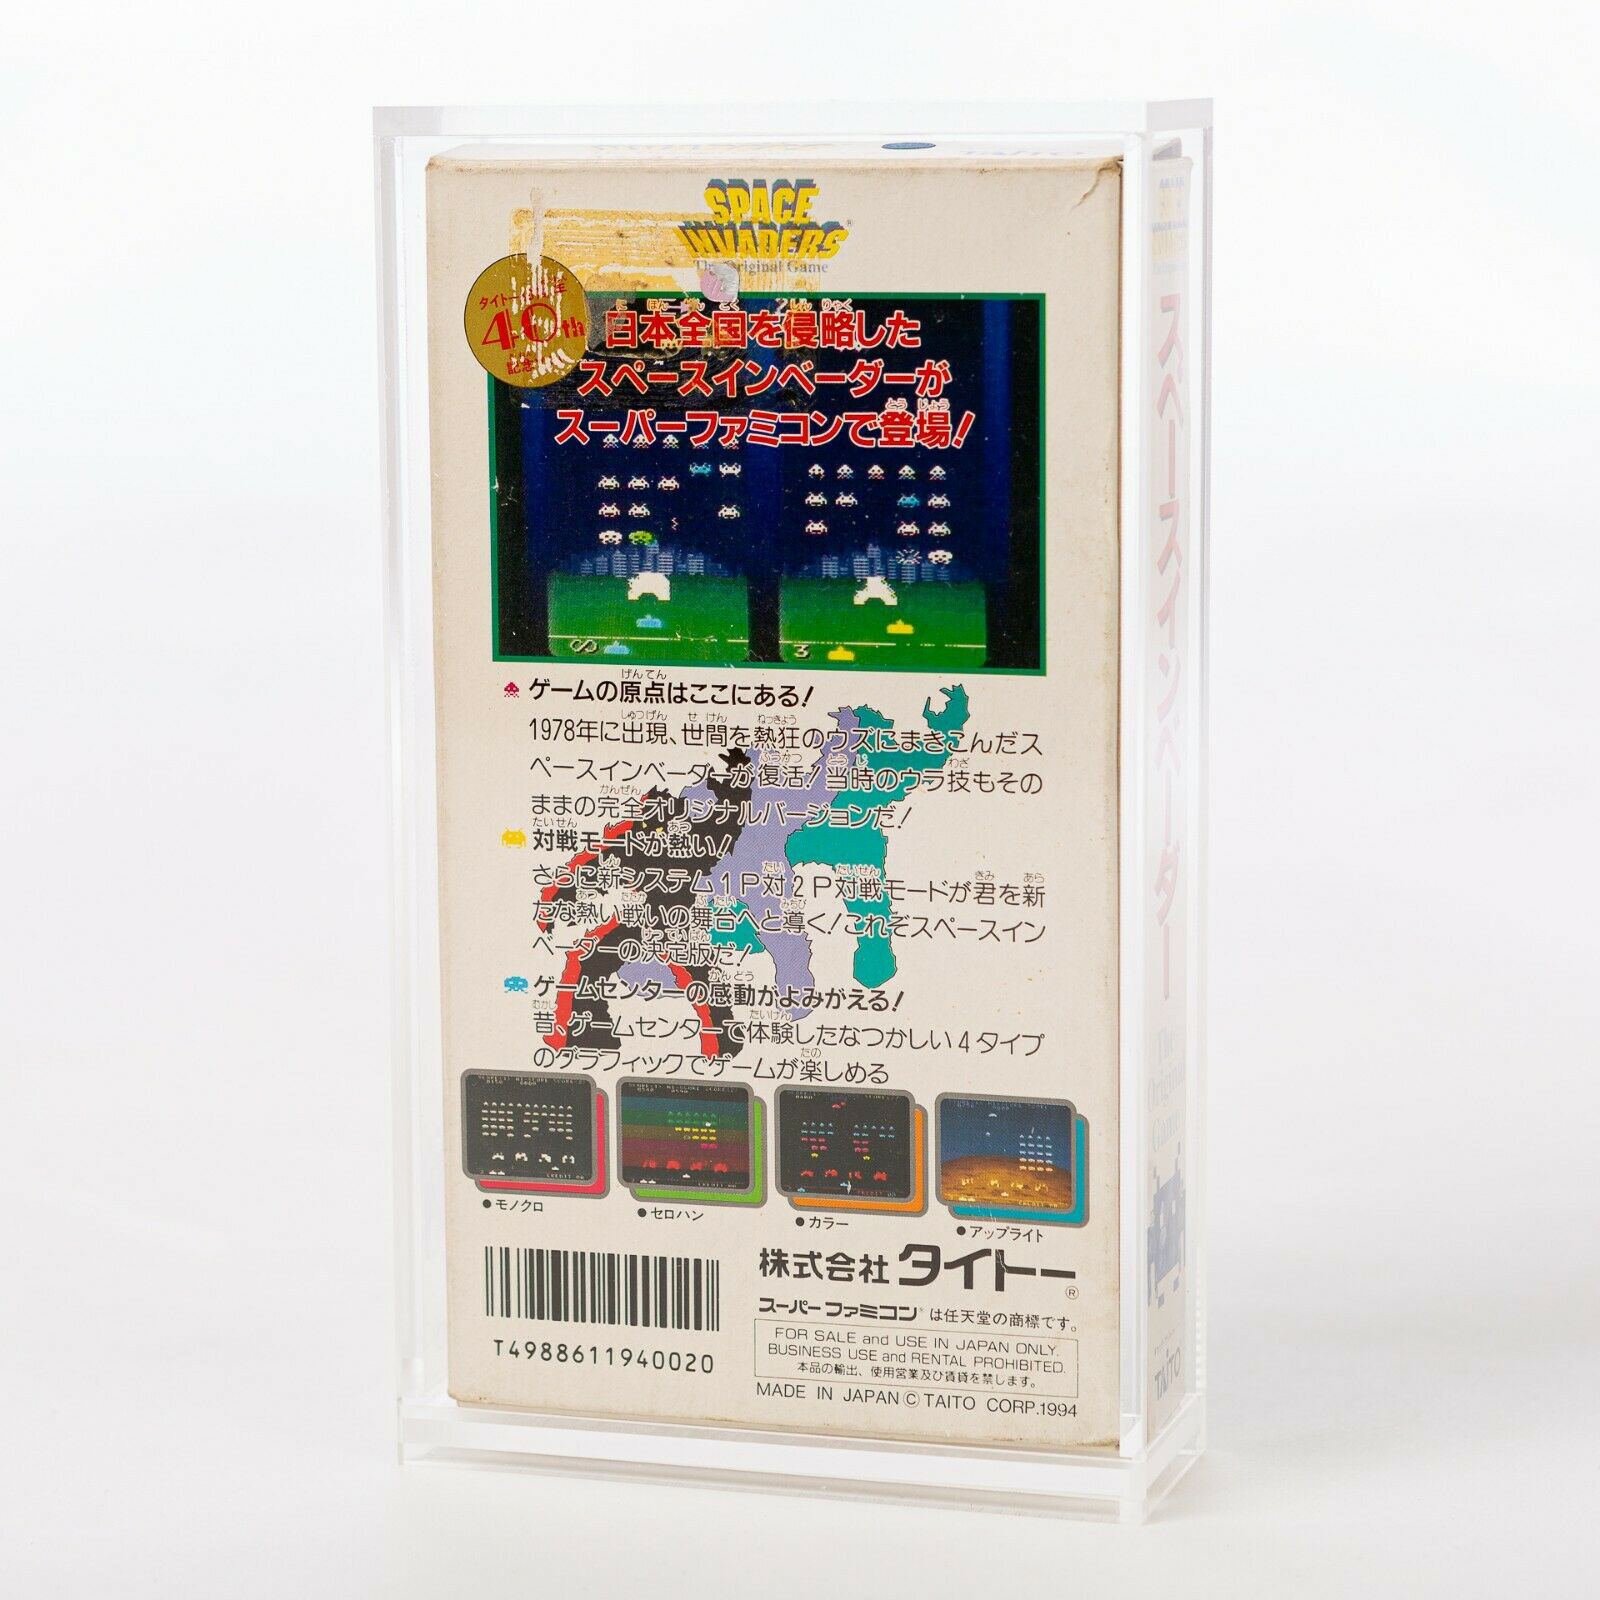 SPACE
INVADERS
The Original Game
タイトー
40th
記念
日本全国を侵略した
スペースインベーダーが
スーパーファミコンで登場!
3
ゲームの原点はここにある!
1978年に出現、世間を熱狂のウズにまきこんだス
ペースインベーダーが復活!当時のウラ技もその
ままの完全オリジナルバージョンだ!
対戦モードが熱い!
さらに新システム1P対2P対戦モードが君を新
たな熱い戦いの舞台へと導く!これぞスペースイン
ベーダーの決定版だ!
ゲームセンターの感動がよみがえる!
昔、ゲームセンターで体験したなつかしい4タイプ
のグラフィックでゲームが楽しめる
●モノクロ
●セロハン
●カラー
●アップライト
株式会社タイトー®
スーパーファミコン®は任天堂の商標です。
FOR SALE and USE IN JAPAN ONLY.
BUSINESS USE and RENTAL PROHIBITED.
本品の輸出、使用営業及び賃貸を禁じます。
MADE IN JAPAN © TAITO CORP.1994
T4988611940020
スペースインベーダー
The Original Game
TAITO